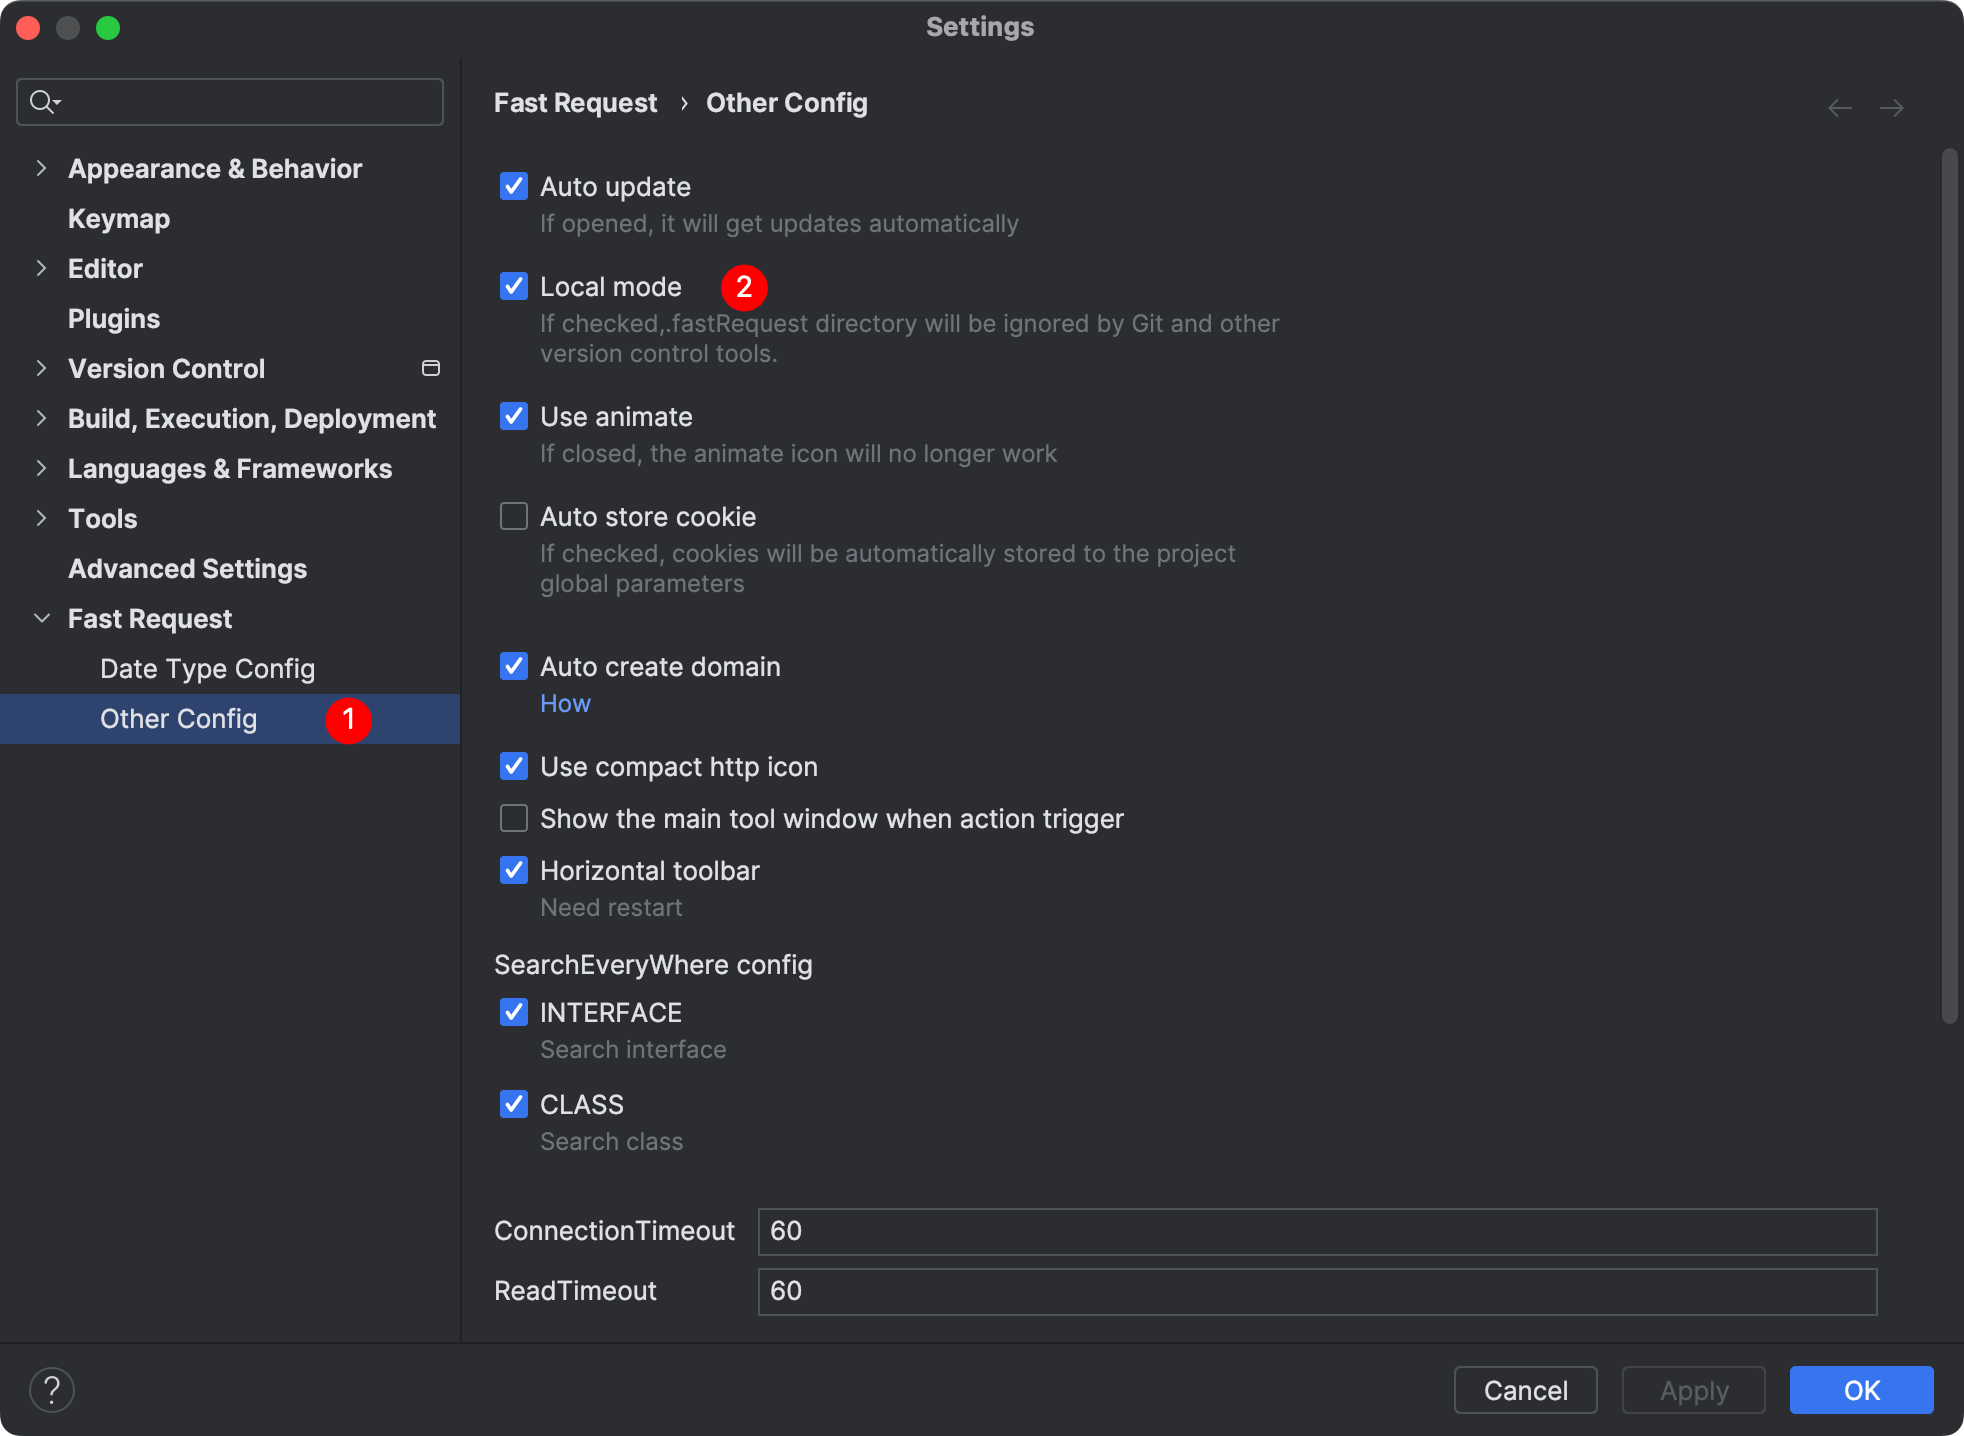 Settings
Appearance & Behavior
Keymap
Editor
Plugins
Version Control
Build, Execution, Deployment
Languages & Frameworks
Tools
Advanced Settings
Fast Request
Date Type Config
Other Config 1
Fast Request › Other Config
Auto update
If opened, it will get updates automatically
Local mode 2
If checked,.fastRequest directory will be ignored by Git and other
version control tools.
Use animate
If closed, the animate icon will no longer work
Auto store cookie
If checked, cookies will be automatically stored to the project
global parameters
Auto create domain
How
Use compact http icon
Show the main tool window when action trigger
Horizontal toolbar
Need restart
SearchEveryWhere config
INTERFACE
Search interface
CLASS
Search class
ConnectionTimeout 60
ReadTimeout 60
? Cancel Apply OK